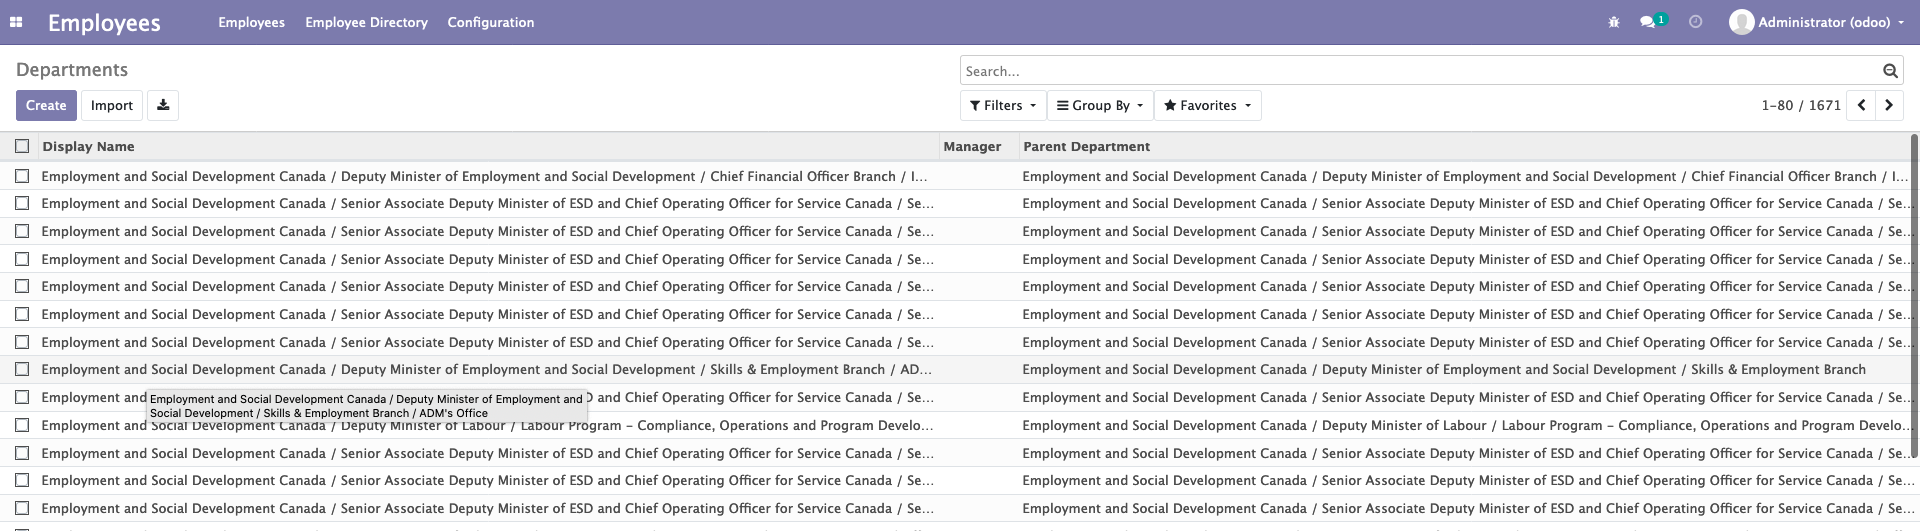 Employees Employees Employee Directory Configuration 1 Administrator (odoo)
Departments
Search...
Create Import Filters Group By Favorites 1-80 / 1671
Display Name Manager Parent Department
Employment and Social Development Canada / Deputy Minister of Employment and Social Development / Chief Financial Officer Branch / I... Employment and Social Development Canada / Deputy Minister of Employment and Social Development / Chief Financial Officer Branch / I...
Employment and Social Development Canada / Senior Associate Deputy Minister of ESD and Chief Operating Officer for Service Canada / Se... Employment and Social Development Canada / Senior Associate Deputy Minister of ESD and Chief Operating Officer for Service Canada / Se...
Employment and Social Development Canada / Senior Associate Deputy Minister of ESD and Chief Operating Officer for Service Canada / Se... Employment and Social Development Canada / Senior Associate Deputy Minister of ESD and Chief Operating Officer for Service Canada / Se...
Employment and Social Development Canada / Senior Associate Deputy Minister of ESD and Chief Operating Officer for Service Canada / Se... Employment and Social Development Canada / Senior Associate Deputy Minister of ESD and Chief Operating Officer for Service Canada / Se...
Employment and Social Development Canada / Senior Associate Deputy Minister of ESD and Chief Operating Officer for Service Canada / Se... Employment and Social Development Canada / Senior Associate Deputy Minister of ESD and Chief Operating Officer for Service Canada / Se...
Employment and Social Development Canada / Senior Associate Deputy Minister of ESD and Chief Operating Officer for Service Canada / Se... Employment and Social Development Canada / Senior Associate Deputy Minister of ESD and Chief Operating Officer for Service Canada / Se...
Employment and Social Development Canada / Senior Associate Deputy Minister of ESD and Chief Operating Officer for Service Canada / Se... Employment and Social Development Canada / Senior Associate Deputy Minister of ESD and Chief Operating Officer for Service Canada / Se...
Employment and Social Development Canada / Deputy Minister of Employment and Social Development / Skills & Employment Branch / AD... Employment and Social Development Canada / Deputy Minister of Employment and Social Development / Skills & Employment Branch
Employment and D and Chief Operating Officer for Service Canada / Se... Employment and Social Development Canada / Senior Associate Deputy Minister of ESD and Chief Operating Officer for Service Canada / Se...
Employment and Social Development Canada / Deputy Minister of Employment and
Social Development / Skills & Employment Branch / ADM's Office
Employment and Social Development Canada / Deputy Minister of Labour / Labour Program - Compliance, Operations and Program Develo... Employment and Social Development Canada / Deputy Minister of Labour / Labour Program - Compliance, Operations and Program Develo...
Employment and Social Development Canada / Senior Associate Deputy Minister of ESD and Chief Operating Officer for Service Canada / Se... Employment and Social Development Canada / Senior Associate Deputy Minister of ESD and Chief Operating Officer for Service Canada / Se...
Employment and Social Development Canada / Senior Associate Deputy Minister of ESD and Chief Operating Officer for Service Canada / Se... Employment and Social Development Canada / Senior Associate Deputy Minister of ESD and Chief Operating Officer for Service Canada / Se...
Employment and Social Development Canada / Senior Associate Deputy Minister of ESD and Chief Operating Officer for Service Canada / Se... Employment and Social Development Canada / Senior Associate Deputy Minister of ESD and Chief Operating Officer for Service Canada / Se...